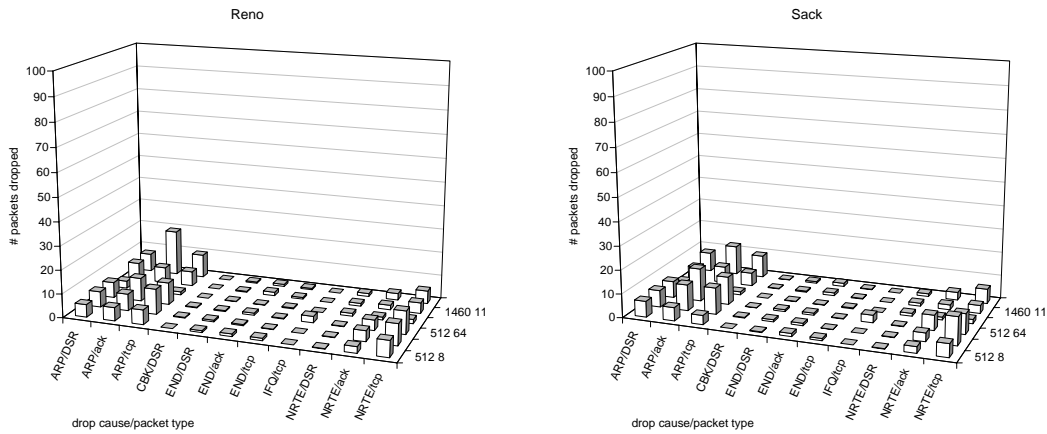 Reno
100
90
80
70
60
50
40
30
20
10
0
# packets dropped
ARP/DSR
ARP/ack
ARP/tcp
CBK/DSR
END/DSR
END/ack
END/tcp
IFQ/tcp
NRTE/DSR
NRTE/ack
NRTE/tcp
1460 11
512 64
512 8
drop cause/packet type
Sack
100
90
80
70
60
50
40
30
20
10
0
# packets dropped
ARP/DSR
ARP/ack
ARP/tcp
CBK/DSR
END/DSR
END/ack
END/tcp
IFQ/tcp
NRTE/DSR
NRTE/ack
NRTE/tcp
1460 11
512 64
512 8
drop cause/packet type